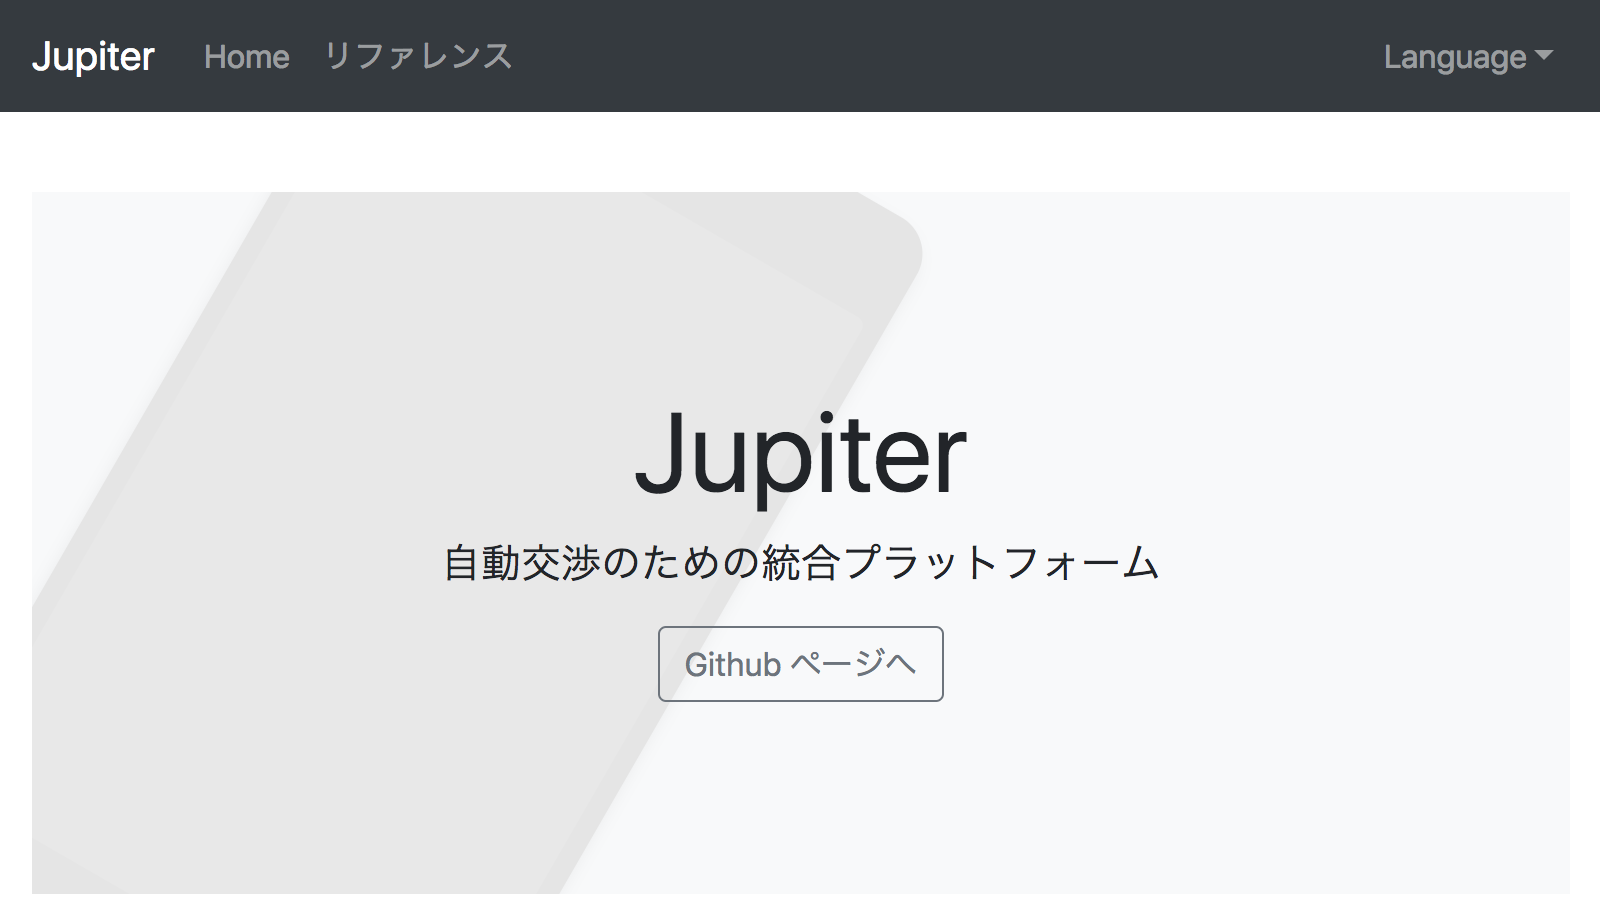 Jupiter Home リファレンス Language
Jupiter
自動交渉のための統合プラットフォーム
Github ページへ